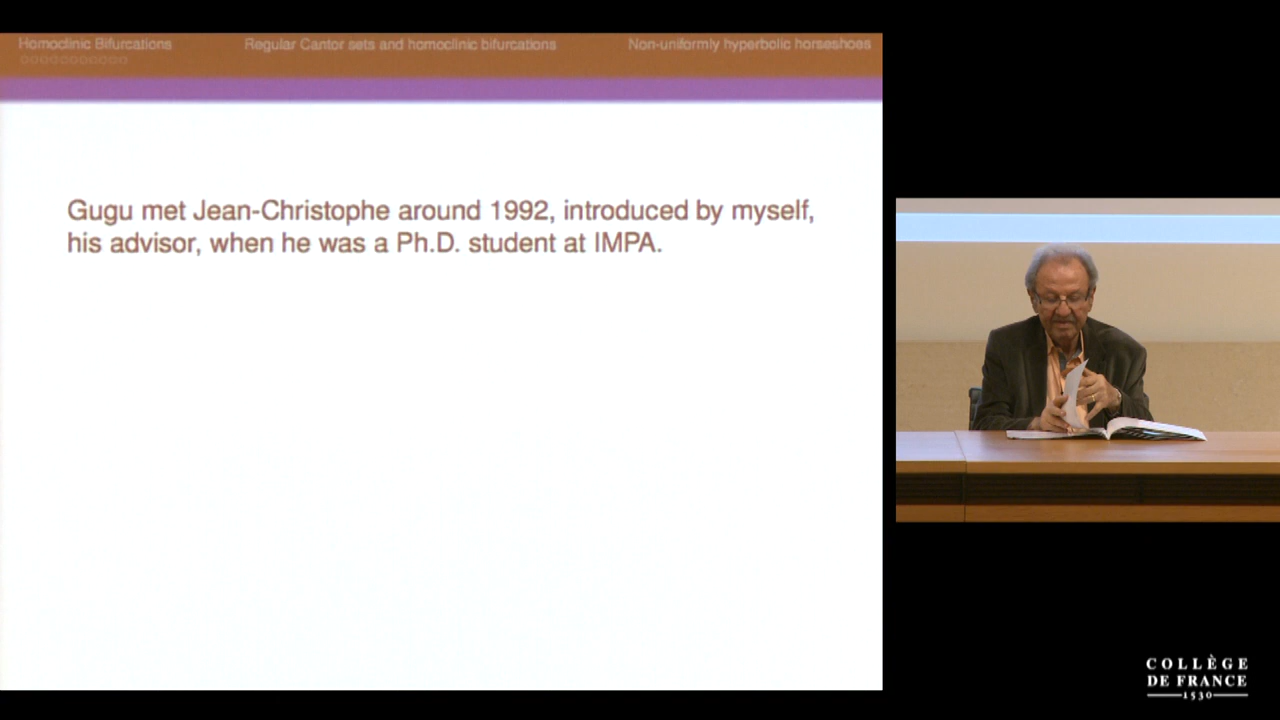 Homoclinic Bifurcations
Regular Cantor sets and homoclinic bifurcations
Non-uniformly hyperbolic horseshoes
Gugu met Jean-Christophe around 1992, introduced by myself,
his advisor, when he was a Ph.D. student at IMPA.
COLLÈGE
DE FRANCE
1530